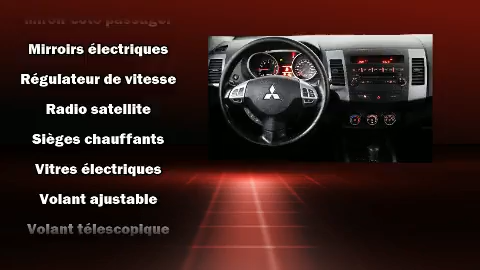 Mirroirs électriques
Régulateur de vitesse
Radio satellite
Sièges chauffants
Vitres électriques
Volant ajustable
Volant télescopique